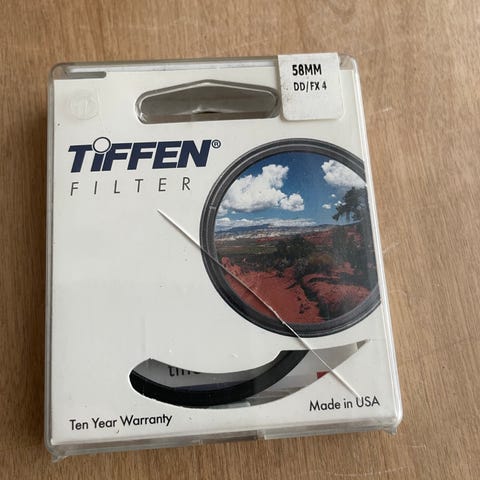 58MM
DD/FX 4
TIFFEN®
FILTER
Ten Year Warranty
Made in USA